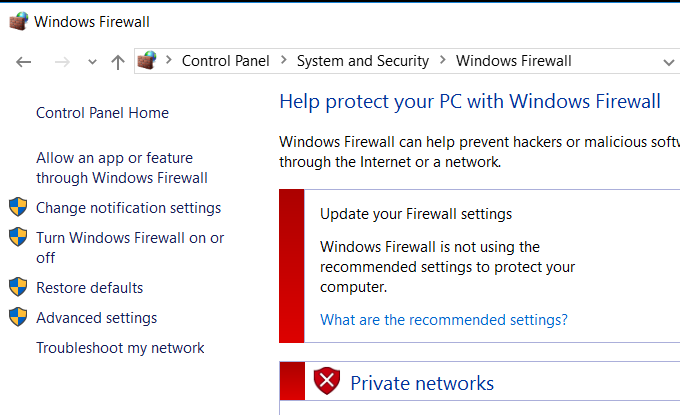 Windows Firewall
Control Panel > System and Security > Windows Firewall
Control Panel Home
Allow an app or feature
through Windows Firewall
Change notification settings
Turn Windows Firewall on or
off
Restore defaults
Advanced settings
Troubleshoot my network
Help protect your PC with Windows Firewall
Windows Firewall can help prevent hackers or malicious softw
through the Internet or a network.
Update your Firewall settings
Windows Firewall is not using the
recommended settings to protect your
computer.
What are the recommended settings?
Private networks